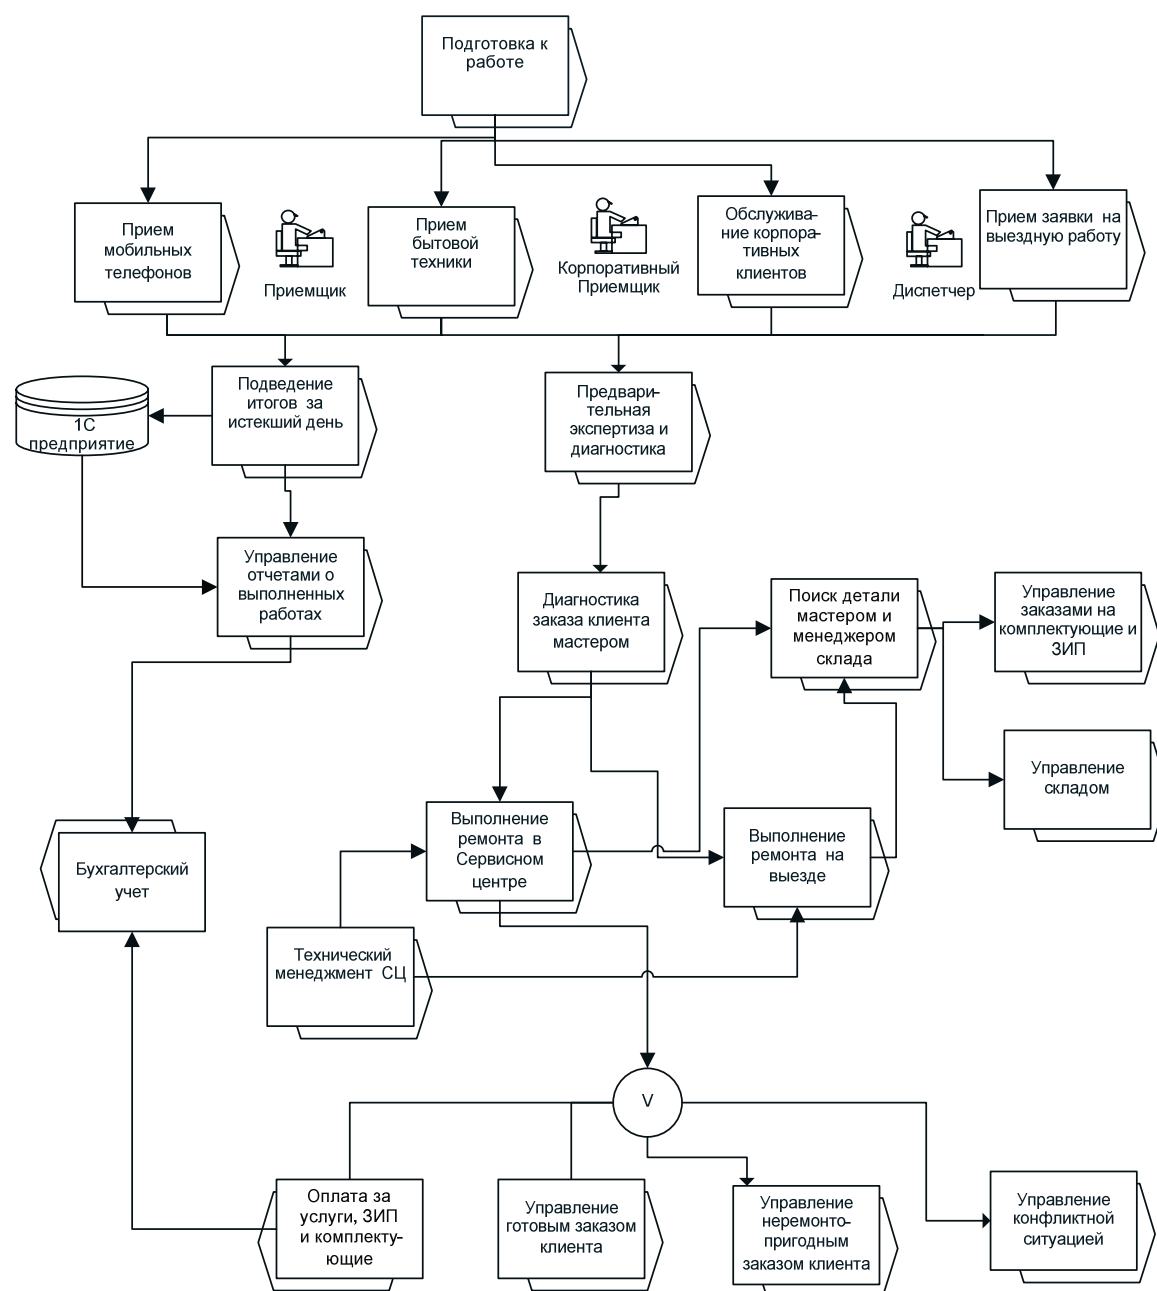 Подготовка к
работе
Прием
мобильных
телефонов
Приемщик
Прием
бытовой
техники
Корпоративный
Приемщик
Обслужива-
ние корпора-
тивных
клиентов
Диспетчер
Прием заявки на
выездную работу
1С
предприятие
Подведение
итогов за
истекший день
Предвари-
тельная
экспертиза и
диагностика
Управление
отчетами о
выполненных
работах
Диагностика
заказа клиента
мастером
Поиск детали
мастером и
менеджером
склада
Управление
заказами на
комплектующие и
ЗИП
Управление
складом
Бухгалтерский
учет
Выполнение
ремонта в
Сервисном
центре
Выполнение
ремонта на
выезде
Технический
менеджмент СЦ
V
Оплата за
услуги, ЗИП
и комплекту-
ющие
Управление
готовым заказом
клиента
Управление
неремонто-
пригодным
заказом клиента
Управление
конфликтной
ситуацией